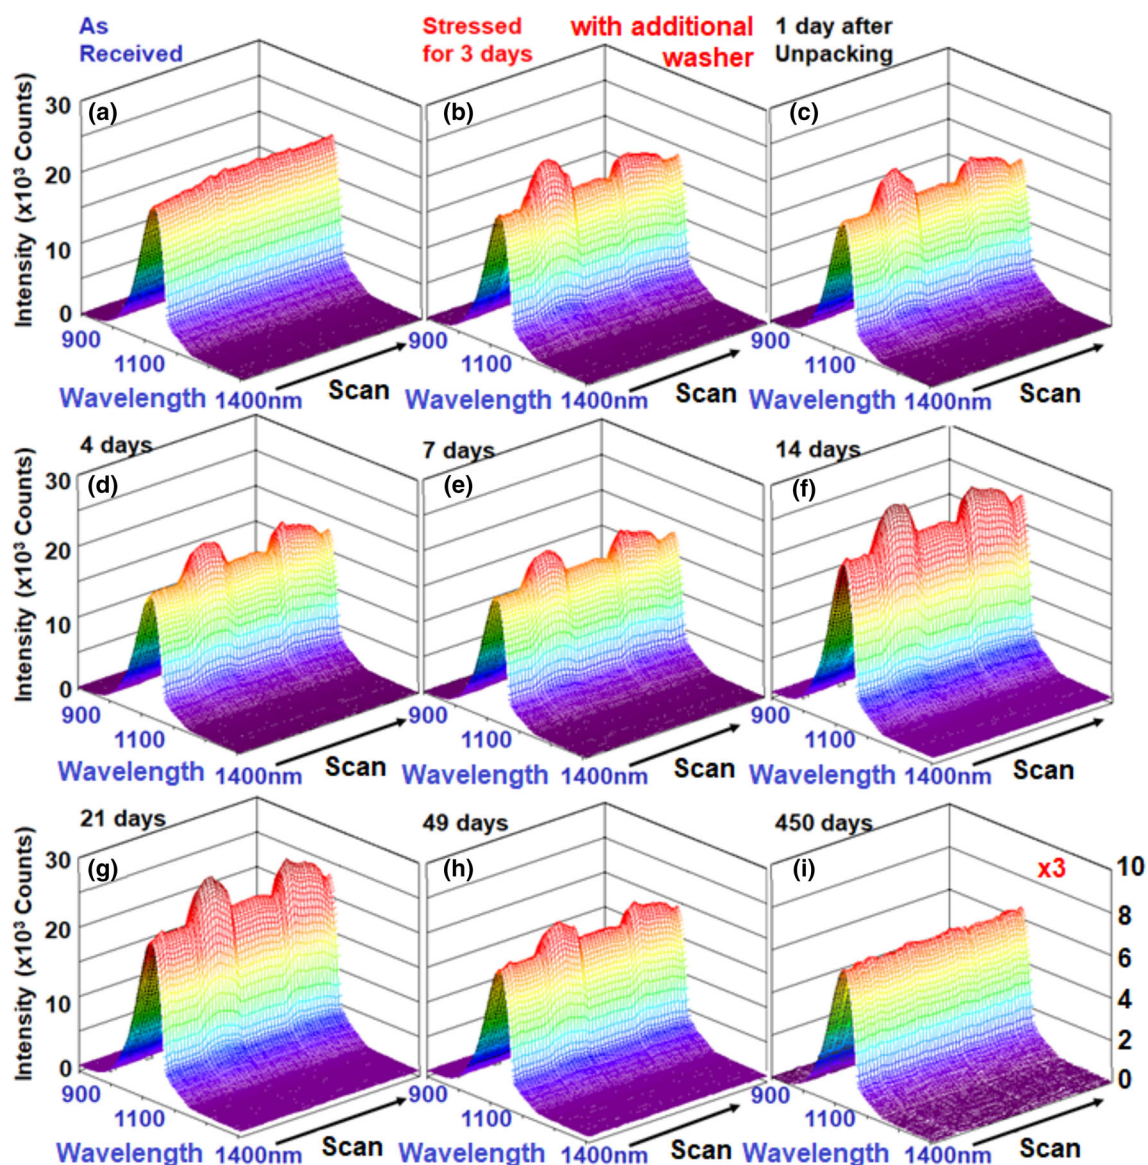 As
Received
Stressed
for 3 days
with additional
washer
1 day after
Unpacking
Intensity (x10³ Counts)
30
20
10
0
(a)
(b)
(c)
900
1100
1400nm
Wavelength
Scan
900
1100
1400nm
Wavelength
Scan
900
1100
1400nm
Wavelength
Scan
4 days
7 days
14 days
Intensity (x10³ Counts)
30
20
10
0
(d)
(e)
(f)
900
1100
1400nm
Wavelength
Scan
900
1100
1400nm
Wavelength
Scan
900
1100
1400nm
Wavelength
Scan
21 days
49 days
450 days
Intensity (x10³ Counts)
30
20
10
0
(g)
(h)
(i)
x3
10
8
6
4
2
0
900
1100
1400nm
Wavelength
Scan
900
1100
1400nm
Wavelength
Scan
900
1100
1400nm
Wavelength
Scan